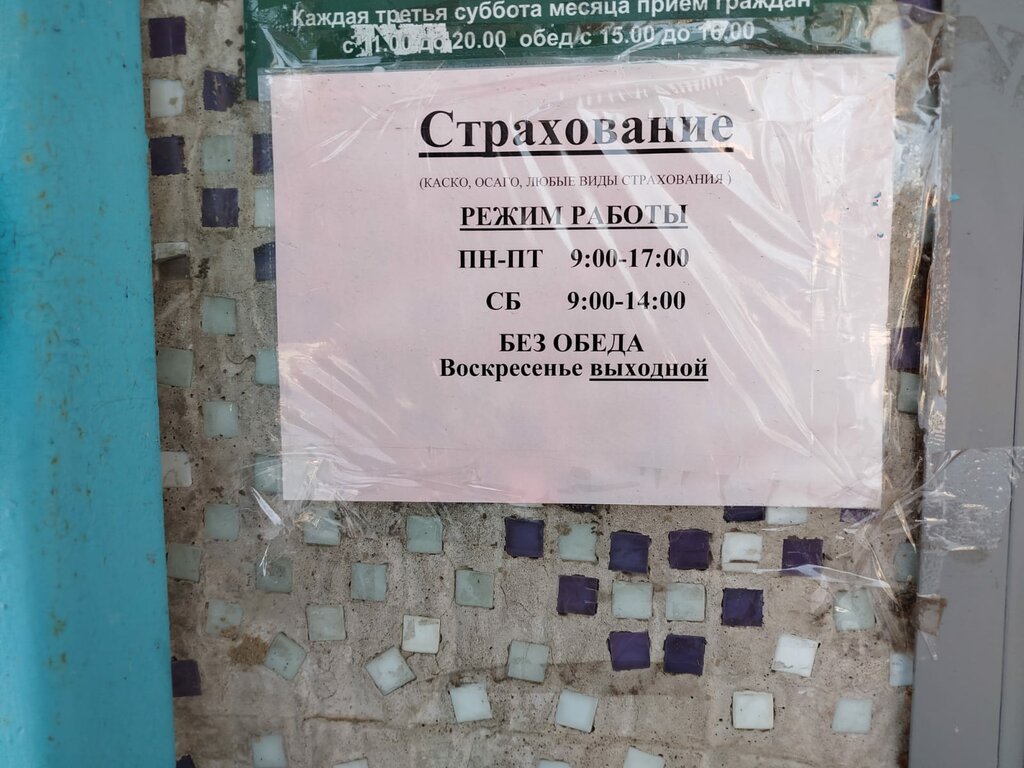 Каждая третья суббота месяца прием граждан
с 11.00 до 20.00 обед с 15.00 до 16.00
Страхование
(КАСКО, ОСАГО, ЛЮБЫЕ ВИДЫ СТРАХОВАНИЯ )
РЕЖИМ РАБОТЫ
ПН-ПТ 9:00-17:00
СБ 9:00-14:00
БЕЗ ОБЕДА
Воскресенье выходной